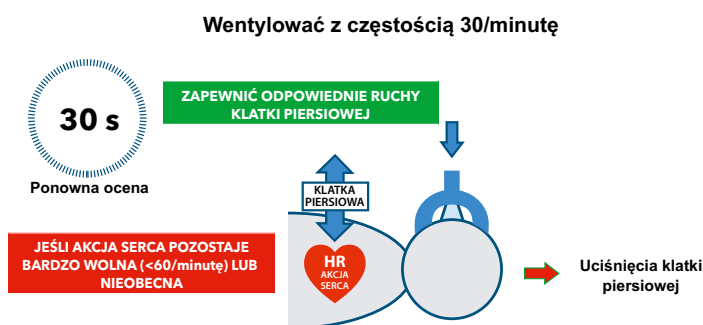 Wentylować z częstością 30/minutę
ZAPEWNIĆ ODPOWIEDNIE RUCHY
KLATKI PIERSIOWEJ
30 s
Ponowna ocena
KLATKA
PIERSIOWA
JEŚLI AKCJA SERCA POZOSTAJE
BARDZO WOLNA (<60/minutę) LUB
NIEOBECNA
HR
AKCJA
SERCA
Uciśnięcia klatki
piersiowej